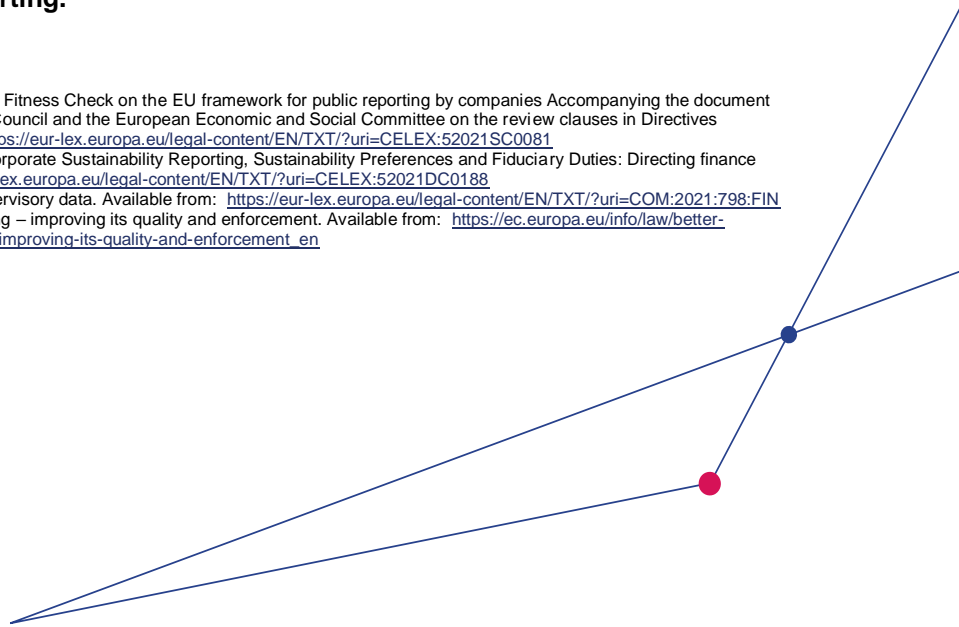 rting.
Fitness Check on the EU framework for public reporting by companies Accompanying the document
ouncil and the European Economic and Social Committee on the review clauses in Directives
ps://eur-lex.europa.eu/legal-content/EN/TXT/?uri=CELEX:52021SC0081
rporate Sustainability Reporting, Sustainability Preferences and Fiduciary Duties: Directing finance
ex.europa.eu/legal-content/EN/TXT/?uri=CELEX:52021DC0188
ervisory data. Available from: https://eur-lex.europa.eu/legal-content/EN/TXT/?uri=COM:2021:798:FIN
ng – improving its quality and enforcement. Available from: https://ec.europa.eu/info/law/better-
improving-its-quality-and-enforcement_en